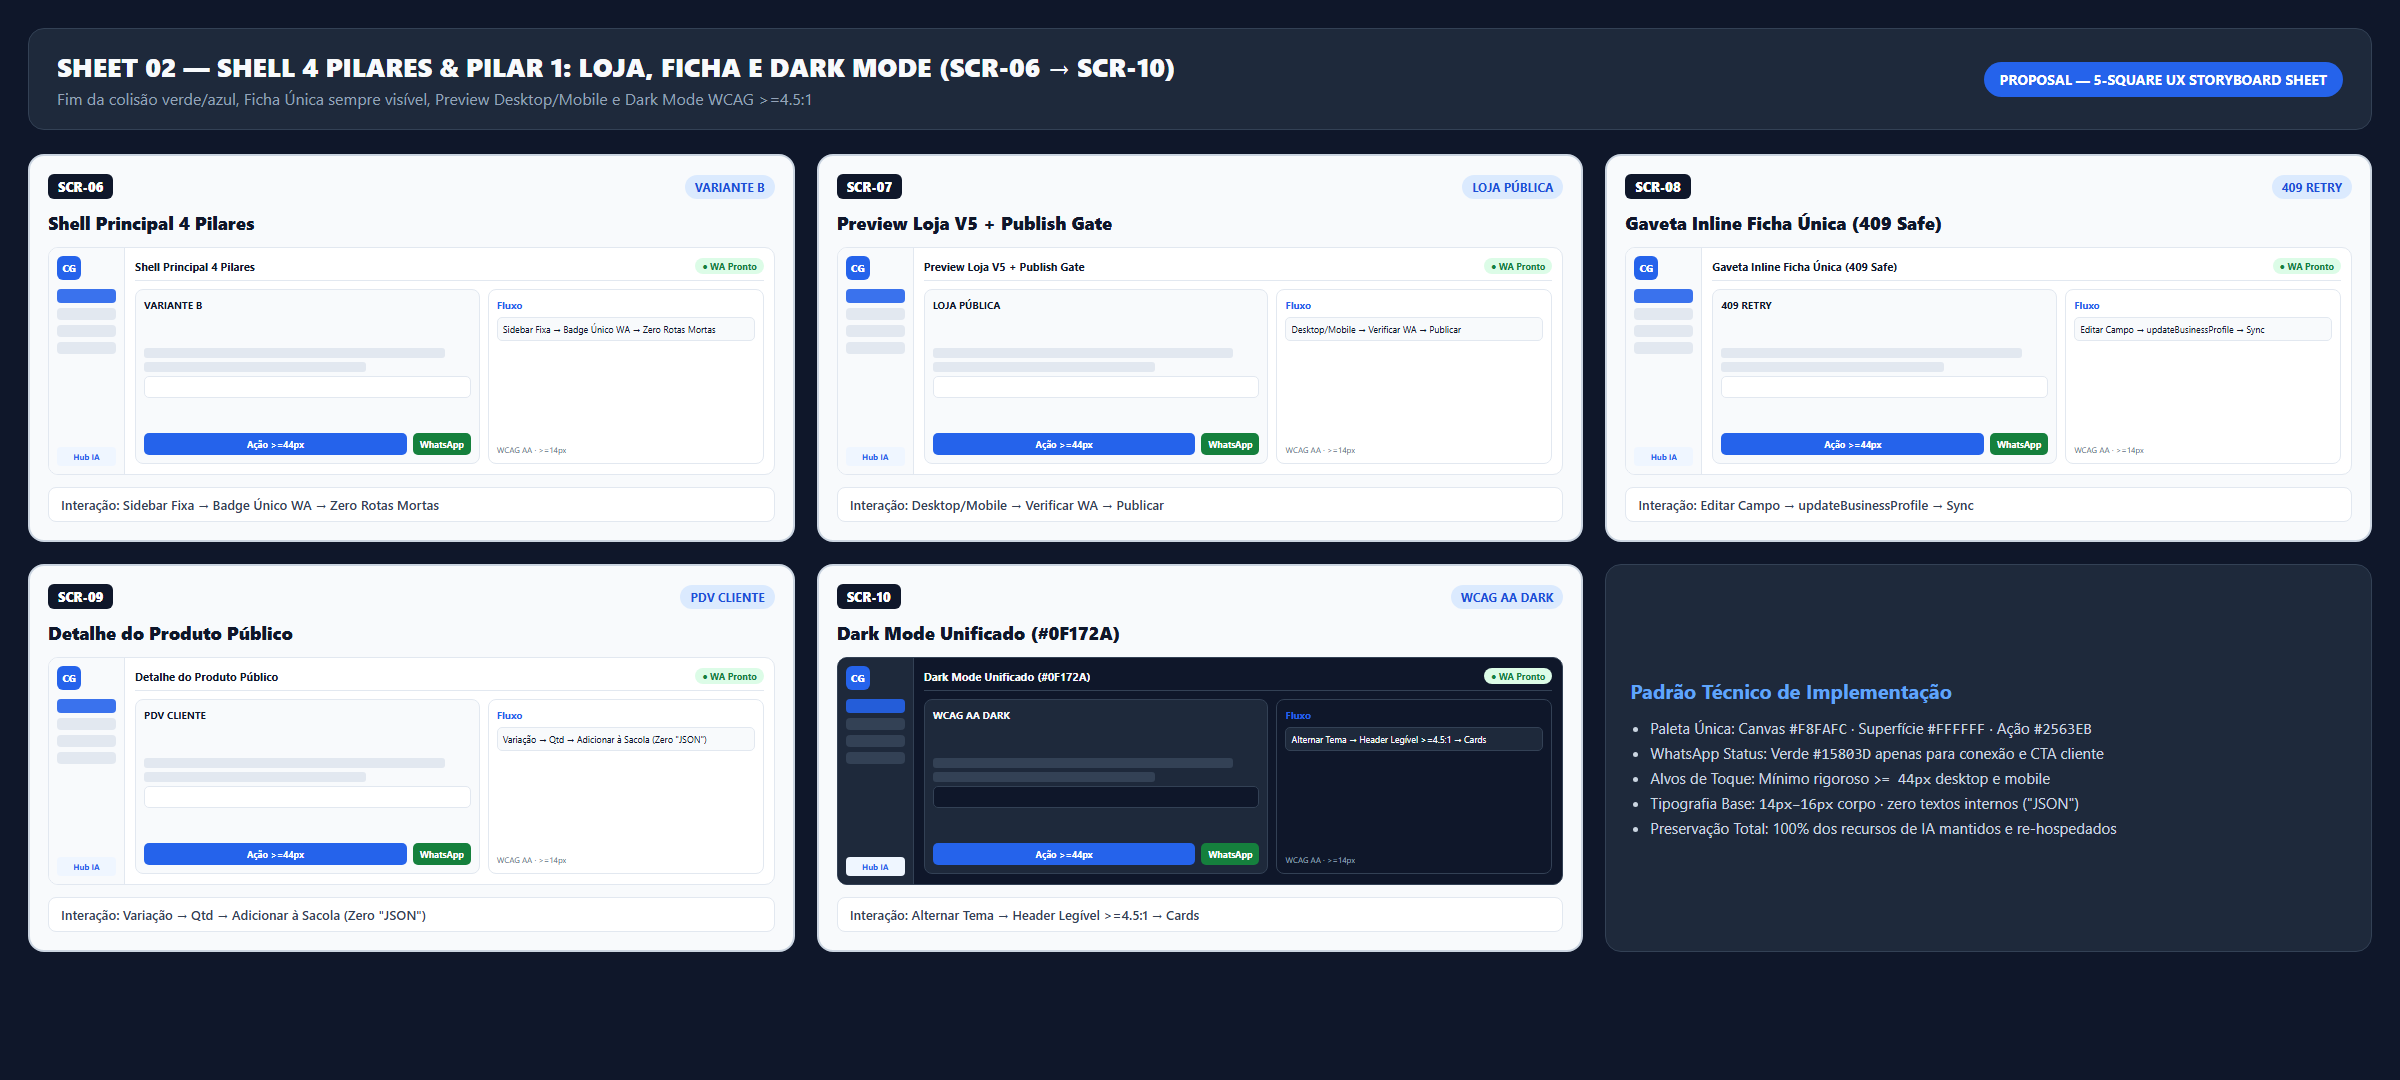 SHEET 02 — SHELL 4 PILARES & PILAR 1: LOJA, FICHA E DARK MODE (SCR-06 → SCR-10)
Fim da colisão verde/azul, Ficha Única sempre visível, Preview Desktop/Mobile e Dark Mode WCAG >=4.5:1
PROPOSAL — 5-SQUARE UX STORYBOARD SHEET
SCR-06
VARIANTE B
Shell Principal 4 Pilares
CG
Shell Principal 4 Pilares
● WA Pronto
VARIANTE B
Fluxo
Sidebar Fixa → Badge Único WA → Zero Rotas Mortas
Ação >=44px
WhatsApp
WCAG AA · >=14px
Hub IA
Interação: Sidebar Fixa → Badge Único WA → Zero Rotas Mortas
SCR-07
LOJA PÚBLICA
Preview Loja V5 + Publish Gate
CG
Preview Loja V5 + Publish Gate
● WA Pronto
LOJA PÚBLICA
Fluxo
Desktop/Mobile → Verificar WA → Publicar
Ação >=44px
WhatsApp
WCAG AA · >=14px
Hub IA
Interação: Desktop/Mobile → Verificar WA → Publicar
SCR-08
409 RETRY
Gaveta Inline Ficha Única (409 Safe)
CG
Gaveta Inline Ficha Única (409 Safe)
● WA Pronto
409 RETRY
Fluxo
Editar Campo → updateBusinessProfile → Sync
Ação >=44px
WhatsApp
WCAG AA · >=14px
Hub IA
Interação: Editar Campo → updateBusinessProfile → Sync
SCR-09
PDV CLIENTE
Detalhe do Produto Público
CG
Detalhe do Produto Público
● WA Pronto
PDV CLIENTE
Fluxo
Variação → Qtd → Adicionar à Sacola (Zero "JSON")
Ação >=44px
WhatsApp
WCAG AA · >=14px
Hub IA
Interação: Variação → Qtd → Adicionar à Sacola (Zero "JSON")
SCR-10
WCAG AA DARK
Dark Mode Unificado (#0F172A)
CG
Dark Mode Unificado (#0F172A)
● WA Pronto
WCAG AA DARK
Fluxo
Alternar Tema → Header Legível >=4.5:1 → Cards
Ação >=44px
WhatsApp
WCAG AA · >=14px
Hub IA
Interação: Alternar Tema → Header Legível >=4.5:1 → Cards
Padrão Técnico de Implementação
• Paleta Única: Canvas #F8FAFC · Superfície #FFFFFF · Ação #2563EB
• WhatsApp Status: Verde #15803D apenas para conexão e CTA cliente
• Alvos de Toque: Mínimo rigoroso >= 44px desktop e mobile
• Tipografia Base: 14px–16px corpo · zero textos internos ("JSON")
• Preservação Total: 100% dos recursos de IA mantidos e re-hospedados